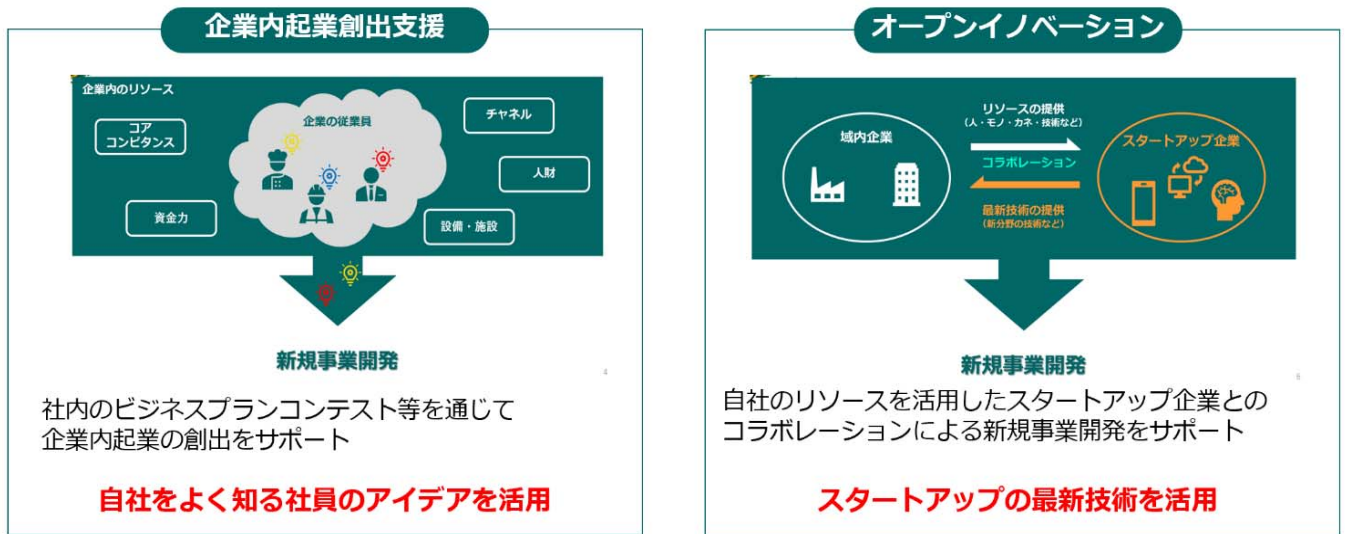 企業内起業創出支援
企業内のリソース
コア
コンピタンス
企業の従業員
チャネル
人財
資金力
設備・施設
新規事業開発
4
社内のビジネスプランコンテスト等を通じて
企業内起業の創出をサポート
自社をよく知る社員のアイデアを活用
オープンイノベーション
域内企業
リソースの提供
（人・モノ・カネ・技術など）
コラボレーション
最新技術の提供
（新分野の技術など）
スタートアップ企業
新規事業開発
自社のリソースを活用したスタートアップ企業との
コラボレーションによる新規事業開発をサポート
スタートアップの最新技術を活用